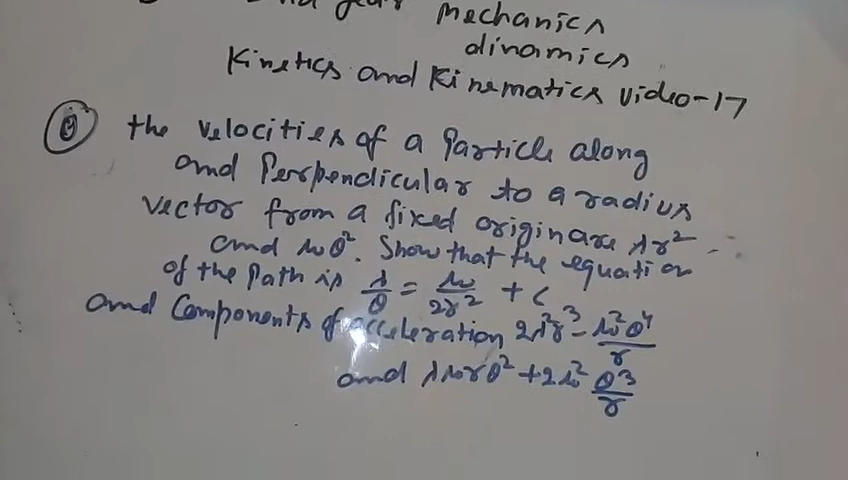 year mechanics
dinamics
Kinetics and Kinematics video-17
Q the velocities of a Particle along
and Perpendicular to a radius
vector from a fixed origin are λr²
and μθ². Show that the equation
of the Path is λ/θ = μ/2r² + c
and Components of acceleration 2λ²r³ - μ²θ⁴/r
and λμrθ² + 2μ² θ³/r